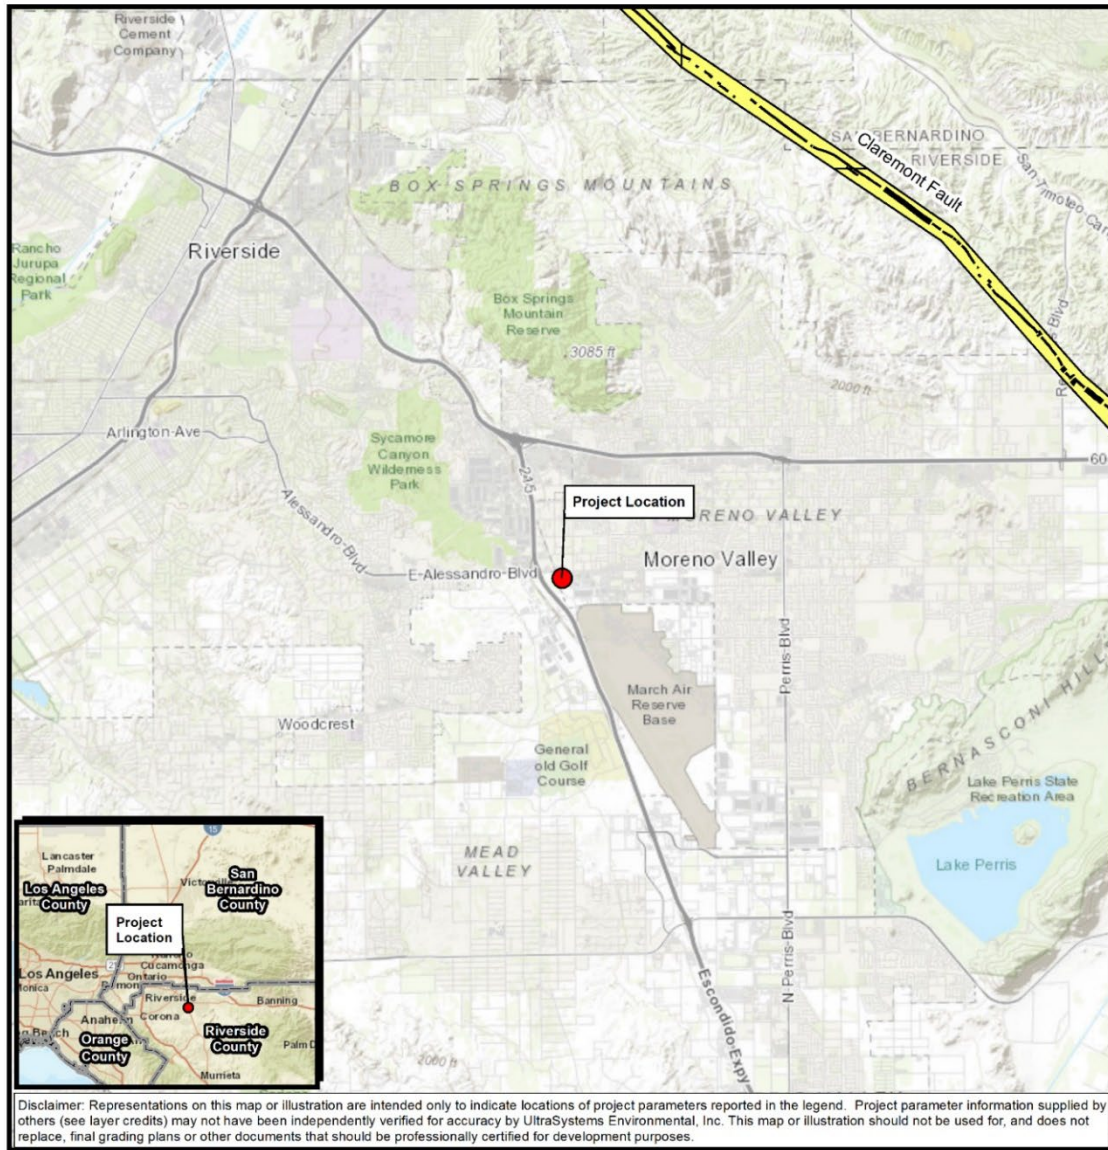 Riverside
Cement
Company
SAN BERNARDINO
RIVERSIDE
Claremont Fault
BOX SPRINGS MOUNTAINS
Rancho
Jurupa
Regional
Park
Riverside
Box Springs
Mountain
Reserve
3085 ft
2000 ft
Arlington-Ave
Sycamore
Canyon
Wilderness
Park
215
60
Alessandro-Blvd
Project Location
MORENO VALLEY
Moreno Valley
E-Alessandro-Blvd
Perris-Blvd
March Air
Reserve
Base
Woodcrest
General
old Golf
Course
BERNASCONI HILLS
Lake Perris State
Recreation Area
Lake Perris
MEAD
VALLEY
N Perris-Blvd
Escondido Expy
2000 ft
15
Lancaster
Palmdale
Los Angeles
County
San
Bernardino
County
Project
Location
Cucamonga
Los Angeles
Ontario
Riverside
Banning
Corona
Anaheim
Orange
County
Riverside
County
Murrieta
Disclaimer: Representations on this map or illustration are intended only to indicate locations of project parameters reported in the legend. Project parameter information supplied by
others (see layer credits) may not have been independently verified for accuracy by UltraSystems Environmental, Inc. This map or illustration should not be used for, and does not
replace, final grading plans or other documents that should be professionally certified for development purposes.